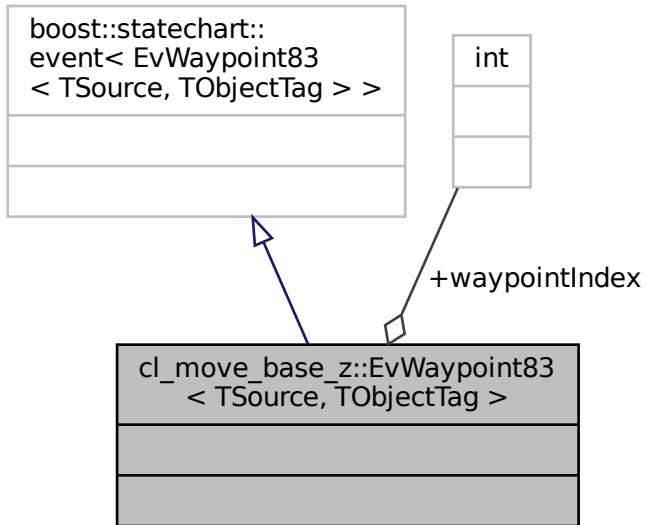 boost::statechart::
event< EvWaypoint83
< TSource, TObjectTag > >
int
+waypointIndex
cl_move_base_z::EvWaypoint83
< TSource, TObjectTag >